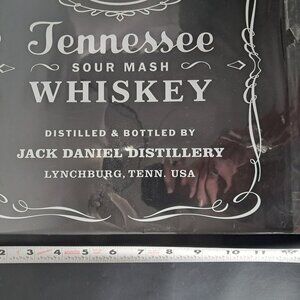 Tennessee
SOUR MASH
WHISKEY
DISTILLED & BOTTLED BY
JACK DANIEL DISTILLERY
LYNCHBURG, TENN. USA
2 3 4 5 6 7 8 9 10 11